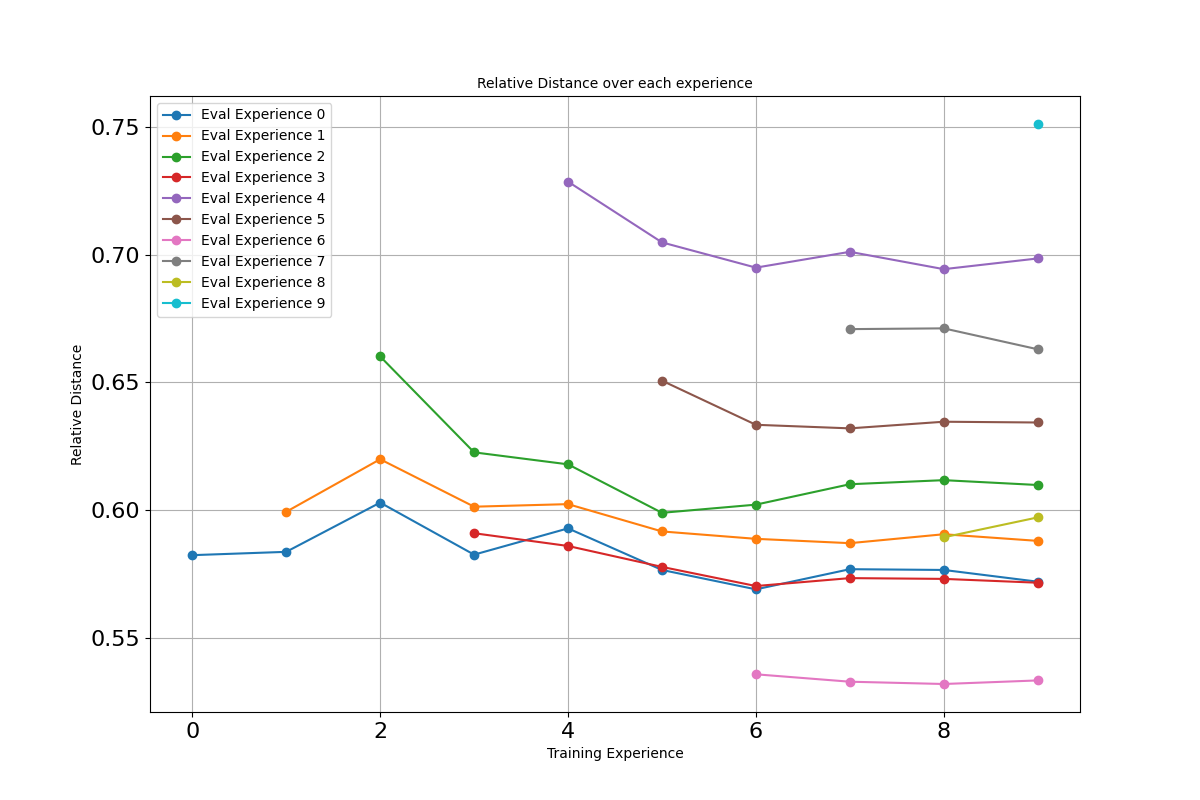 Relative Distance over each experience
Eval Experience 0
Eval Experience 1
Eval Experience 2
Eval Experience 3
Eval Experience 4
Eval Experience 5
Eval Experience 6
Eval Experience 7
Eval Experience 8
Eval Experience 9
Relative Distance
0.75
0.70
0.65
0.60
0.55
0 2 4 6 8
Training Experience